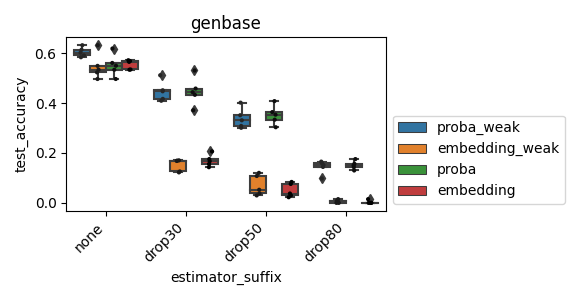 genbase
test_accuracy
0.6
0.4
0.2
0.0
none
drop30
drop50
drop80
estimator_suffix
proba_weak
embedding_weak
proba
embedding